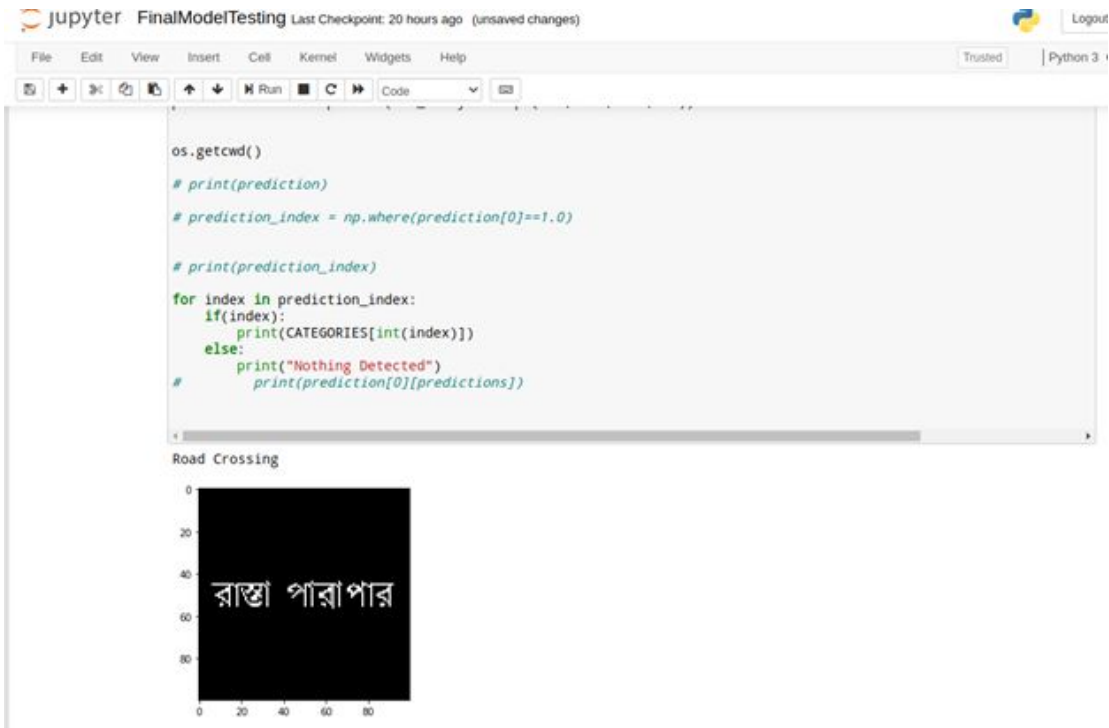 jupyter FinalModelTesting Last Checkpoint: 20 hours ago (unsaved changes) Logout
File Edit View Insert Cell Kernel Widgets Help Trusted Python 3
Run Code
os.getcwd()
# print(prediction)
# prediction_index = np.where(prediction[0]==1.0)
# print(prediction_index)
for index in prediction_index:
if(index):
print(CATEGORIES[int(index)])
else:
print("Nothing Detected")
# print(prediction[0][predictions])
Road Crossing
0
20
40
রাস্তা পারাপার
60
80
0 20 40 60 80